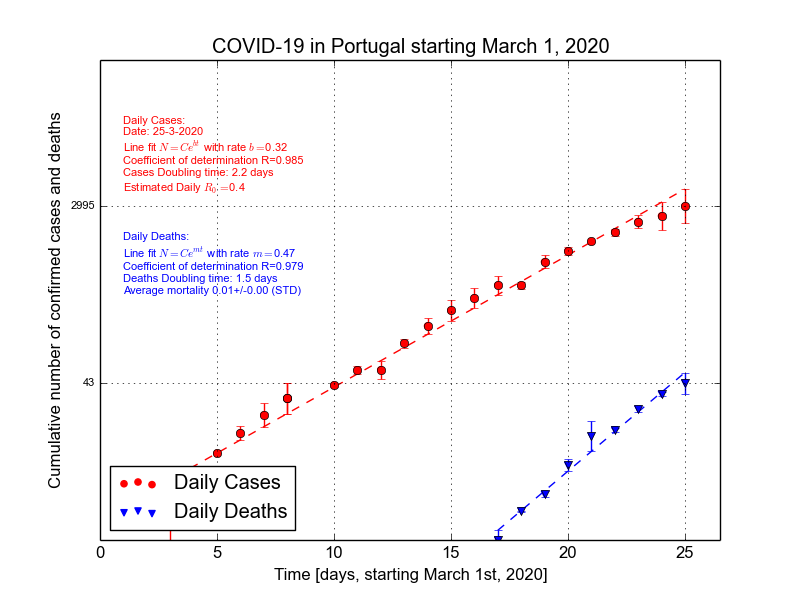 COVID-19 in Portugal starting March 1, 2020
Daily Cases:
Date: 25-3-2020
Line fit N=Ce^{bt} with rate b=0.32
Coefficient of determination R=0.985
Cases Doubling time: 2.2 days
Estimated Daily R_0:=0.4
2995
Daily Deaths:
Line fit N=Ce^{mt} with rate m=0.47
Coefficient of determination R=0.979
Deaths Doubling time: 1.5 days
Average mortality 0.01+/-0.00 (STD)
43
Cumulative number of confirmed cases and deaths
Daily Cases
Daily Deaths
0 5 10 15 20 25
Time [days, starting March 1st, 2020]